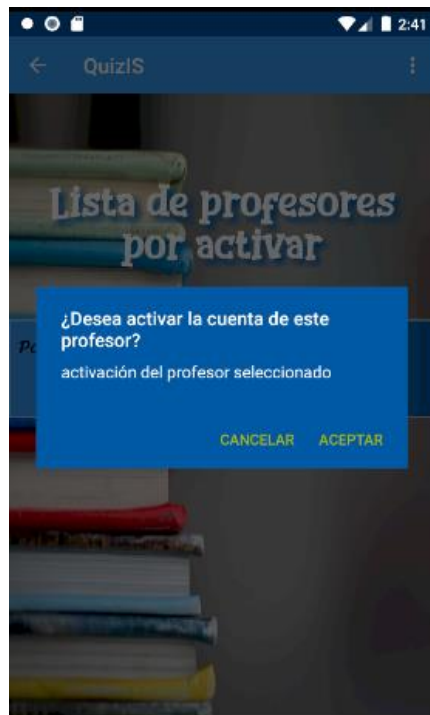 2:41
QuizIS
Lista de profesores
por activar
¿Desea activar la cuenta de este
profesor?
activación del profesor seleccionado
CANCELAR ACEPTAR